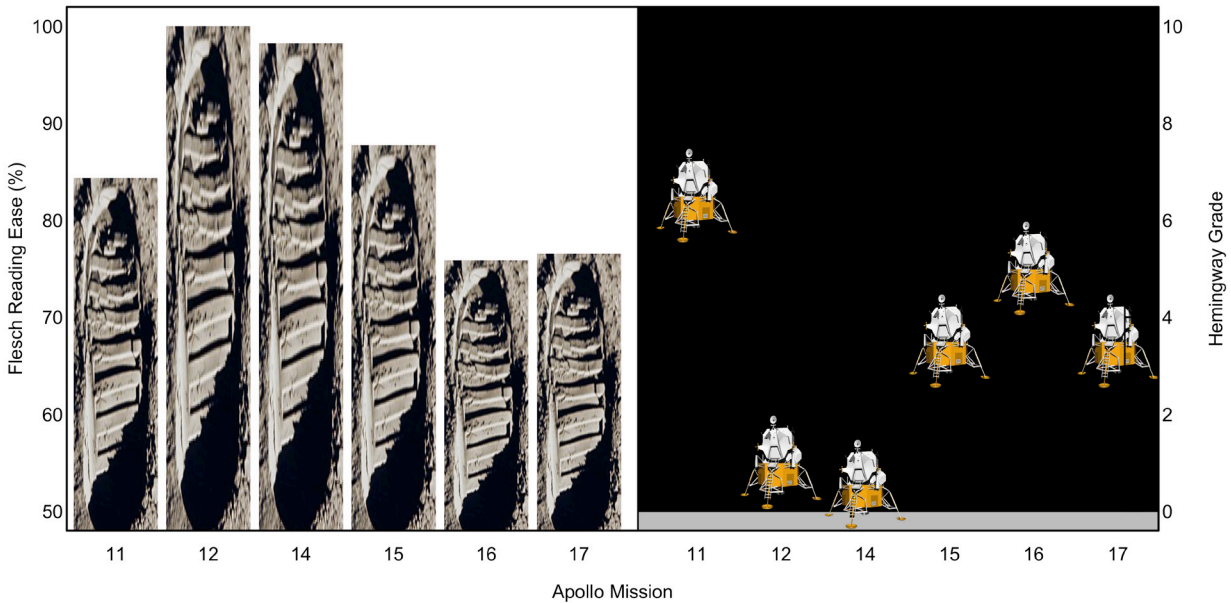 Flesch Reading Ease (%)
100
90
80
70
60
50
11 12 14 15 16 17
11 12 14 15 16 17
10
8
6
4
2
0
Hemingway Grade
Apollo Mission